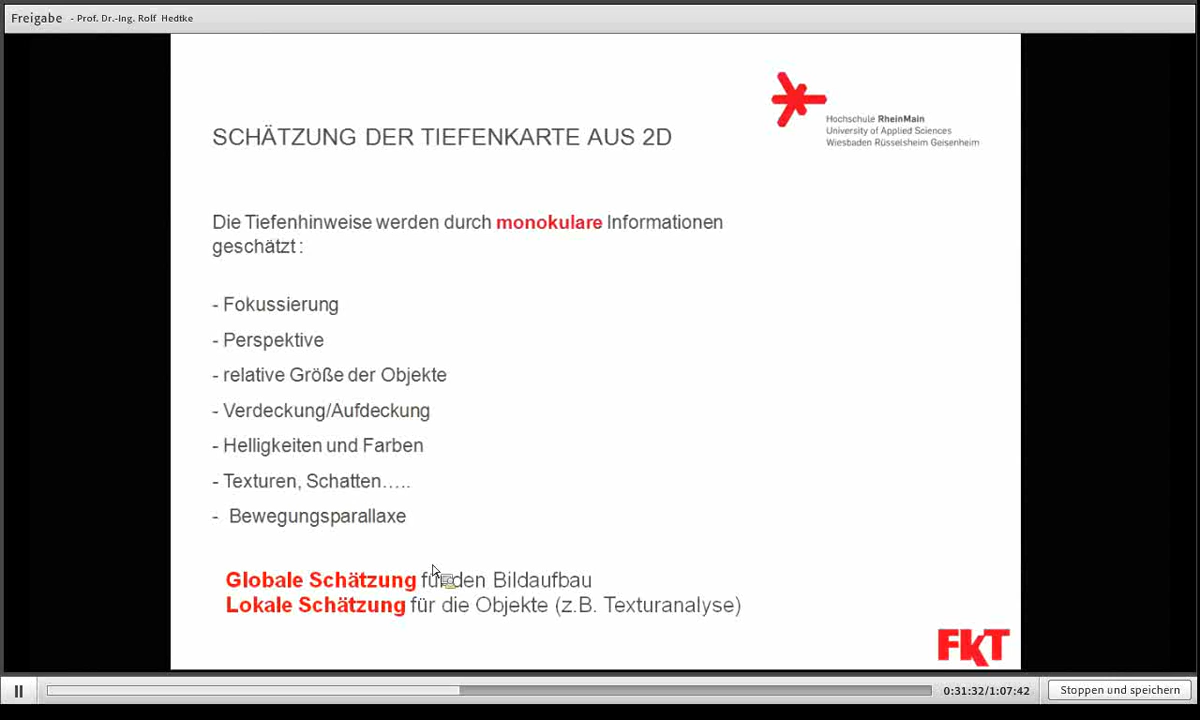 Freigabe - Prof. Dr.-Ing. Rolf Hedtke
Hochschule RheinMain
University of Applied Sciences
Wiesbaden Rüsselsheim Geisenheim
SCHÄTZUNG DER TIEFENKARTE AUS 2D
Die Tiefenhinweise werden durch monokulare Informationen
geschätzt :
- Fokussierung
- Perspektive
- relative Größe der Objekte
- Verdeckung/Aufdeckung
- Helligkeiten und Farben
- Texturen, Schatten…..
- Bewegungsparallaxe
Globale Schätzung für den Bildaufbau
Lokale Schätzung für die Objekte (z.B. Texturanalyse)
FKT
0:31:32/1:07:42
Stoppen und speichern